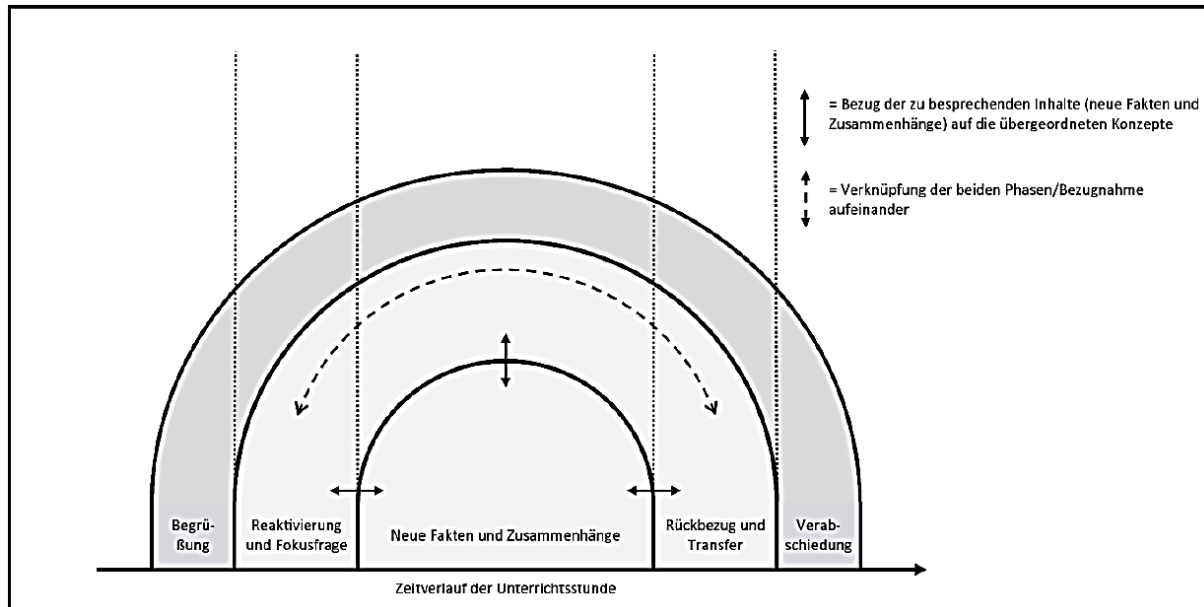 = Bezug der zu besprechenden Inhalte (neue Fakten und
Zusammenhänge) auf die übergeordneten Konzepte
= Verknüpfung der beiden Phasen/Bezugnahme
aufeinander
Begrü-
ßung
Reaktivierung
und Fokusfrage
Neue Fakten und Zusammenhänge
Rückbezug und
Transfer
Verab-
schiedung
Zeitverlauf der Unterrichtsstunde